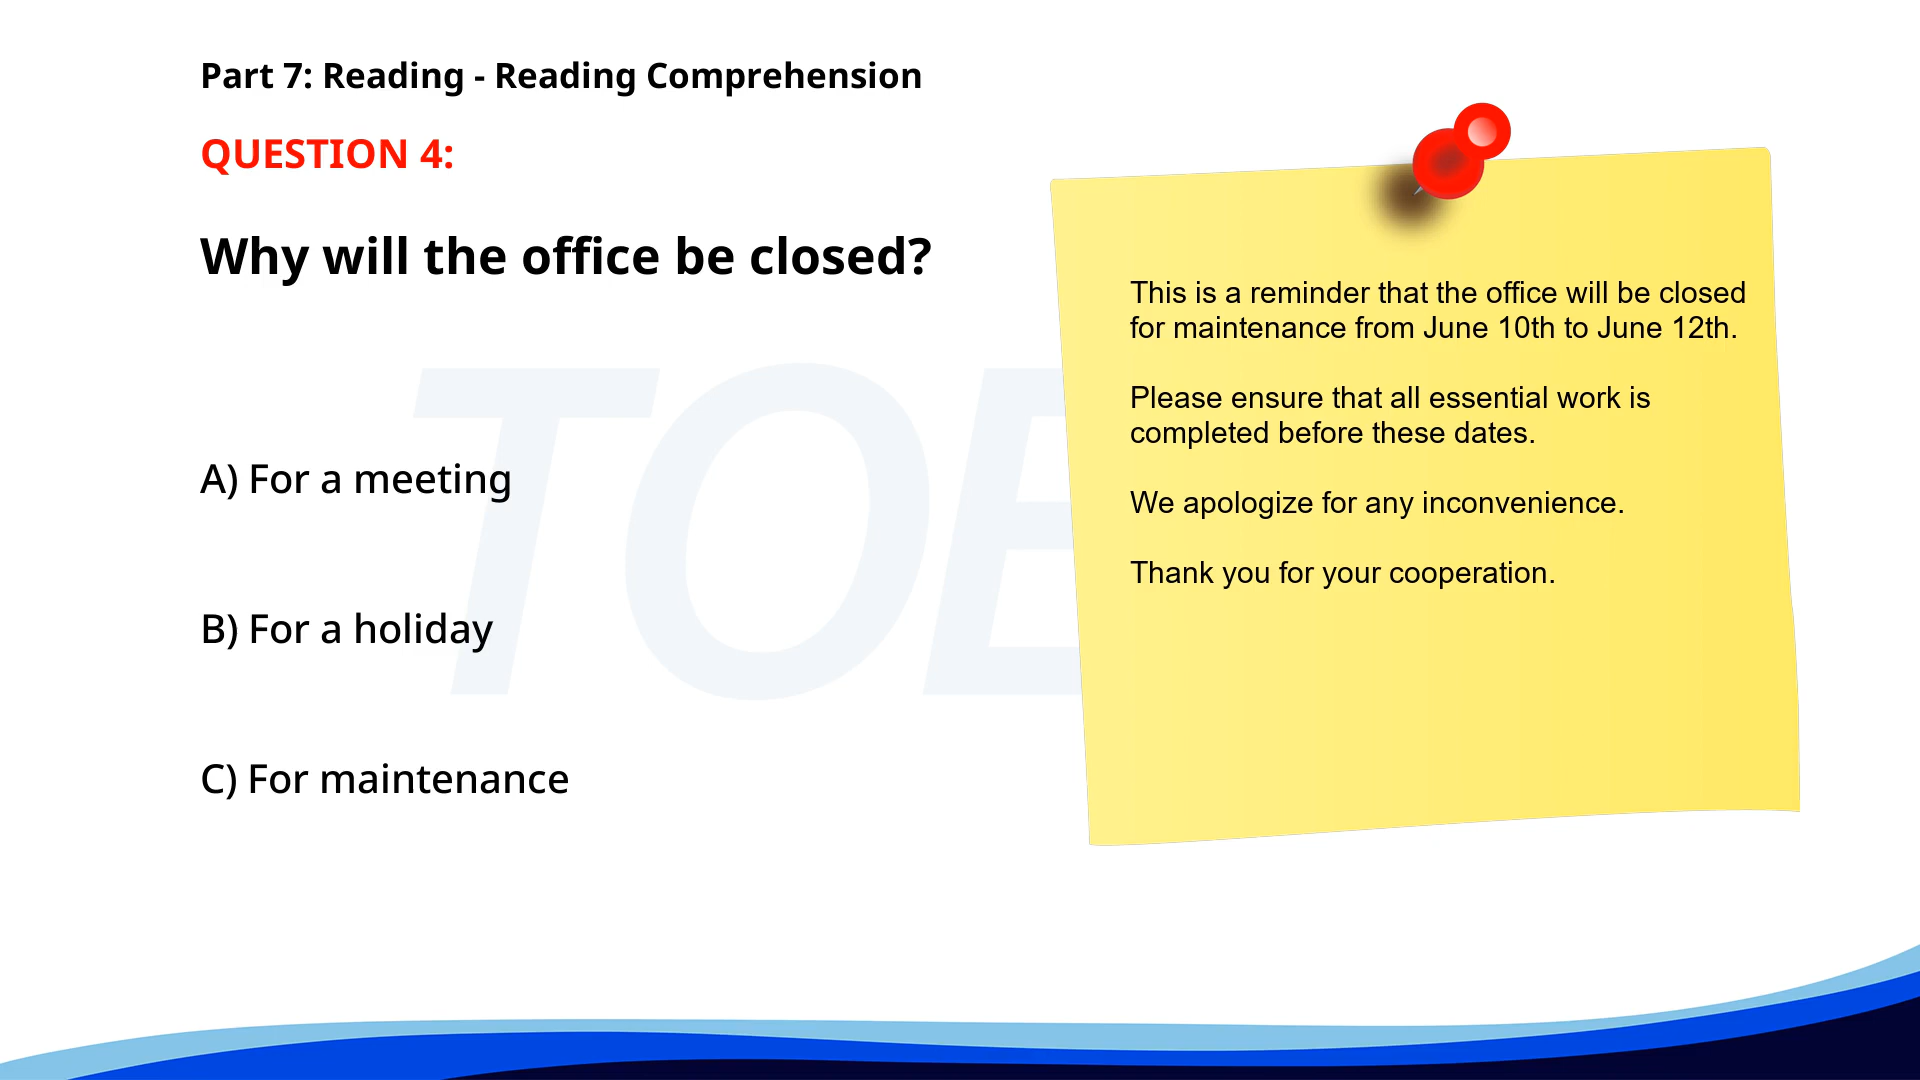 Part 7: Reading - Reading Comprehension
QUESTION 4:
Why will the office be closed?
A) For a meeting
B) For a holiday
C) For maintenance
This is a reminder that the office will be closed
for maintenance from June 10th to June 12th.
Please ensure that all essential work is
completed before these dates.
We apologize for any inconvenience.
Thank you for your cooperation.